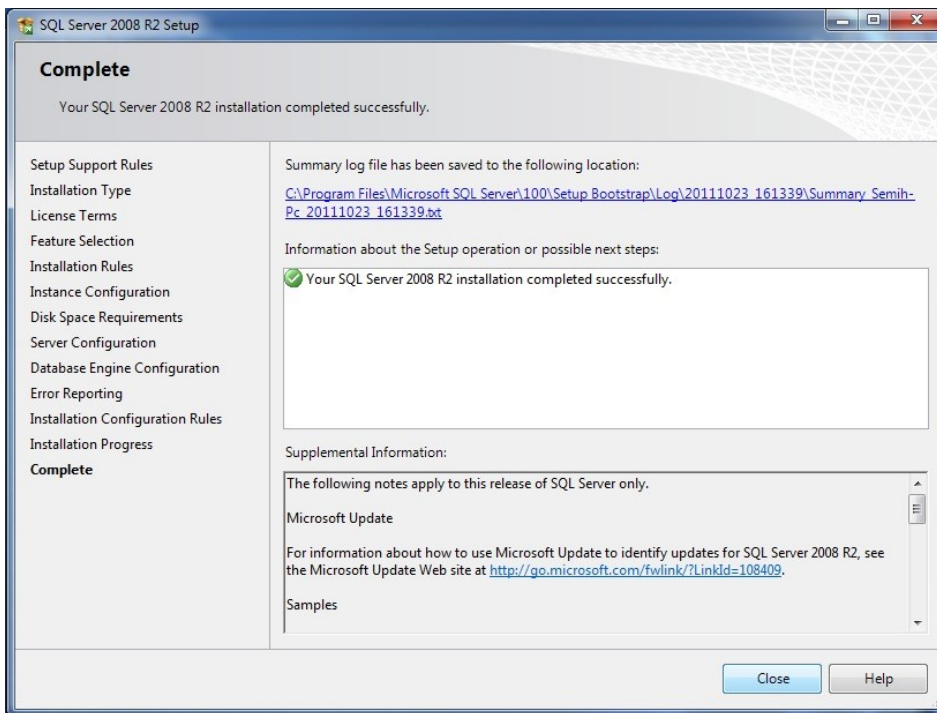 SQL Server 2008 R2 Setup
Complete
Your SQL Server 2008 R2 installation completed successfully.
Setup Support Rules
Installation Type
License Terms
Feature Selection
Installation Rules
Instance Configuration
Disk Space Requirements
Server Configuration
Database Engine Configuration
Error Reporting
Installation Configuration Rules
Installation Progress
Complete
Summary log file has been saved to the following location:
C:\Program Files\Microsoft SQL Server\100\Setup Bootstrap\Log\20111023_161339\Summary_Semih-
Pc_20111023_161339.txt
Information about the Setup operation or possible next steps:
Your SQL Server 2008 R2 installation completed successfully.
Supplemental Information:
The following notes apply to this release of SQL Server only.
Microsoft Update
For information about how to use Microsoft Update to identify updates for SQL Server 2008 R2, see
the Microsoft Update Web site at http://go.microsoft.com/fwlink/?LinkId=108409.
Samples
Close
Help